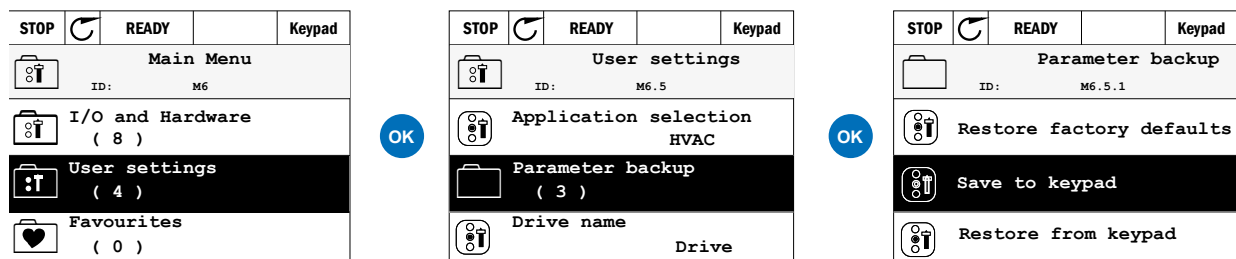 STOP READY Keypad
Main Menu
ID: M6
I/O and Hardware
( 8 )
User settings
( 4 )
Favourites
( 0 )
OK
STOP READY Keypad
User settings
ID: M6.5
Application selection
HVAC
Parameter backup
( 3 )
Drive name
Drive
OK
STOP READY Keypad
Parameter backup
ID: M6.5.1
Restore factory defaults
Save to keypad
Restore from keypad